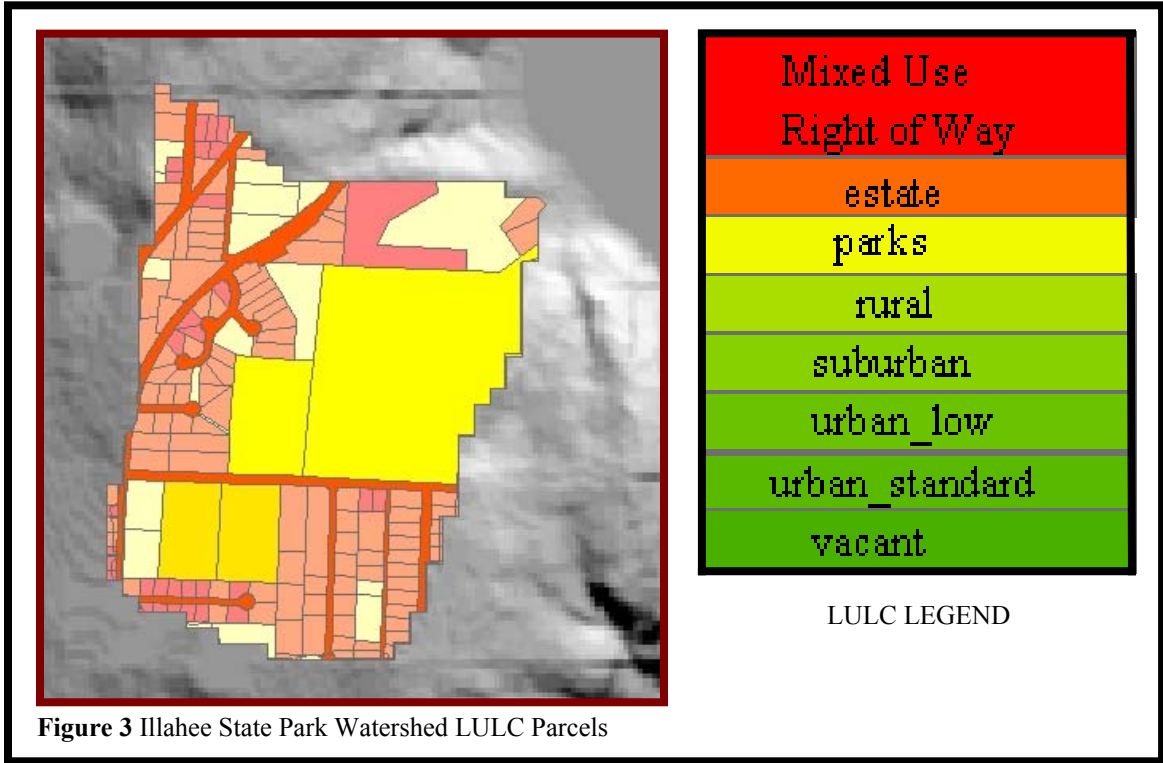 Mixed Use
Right of Way
estate
parks
rural
suburban
urban_low
urban_standard
vacant
LULC LEGEND
Figure 3 Illahee State Park Watershed LULC Parcels